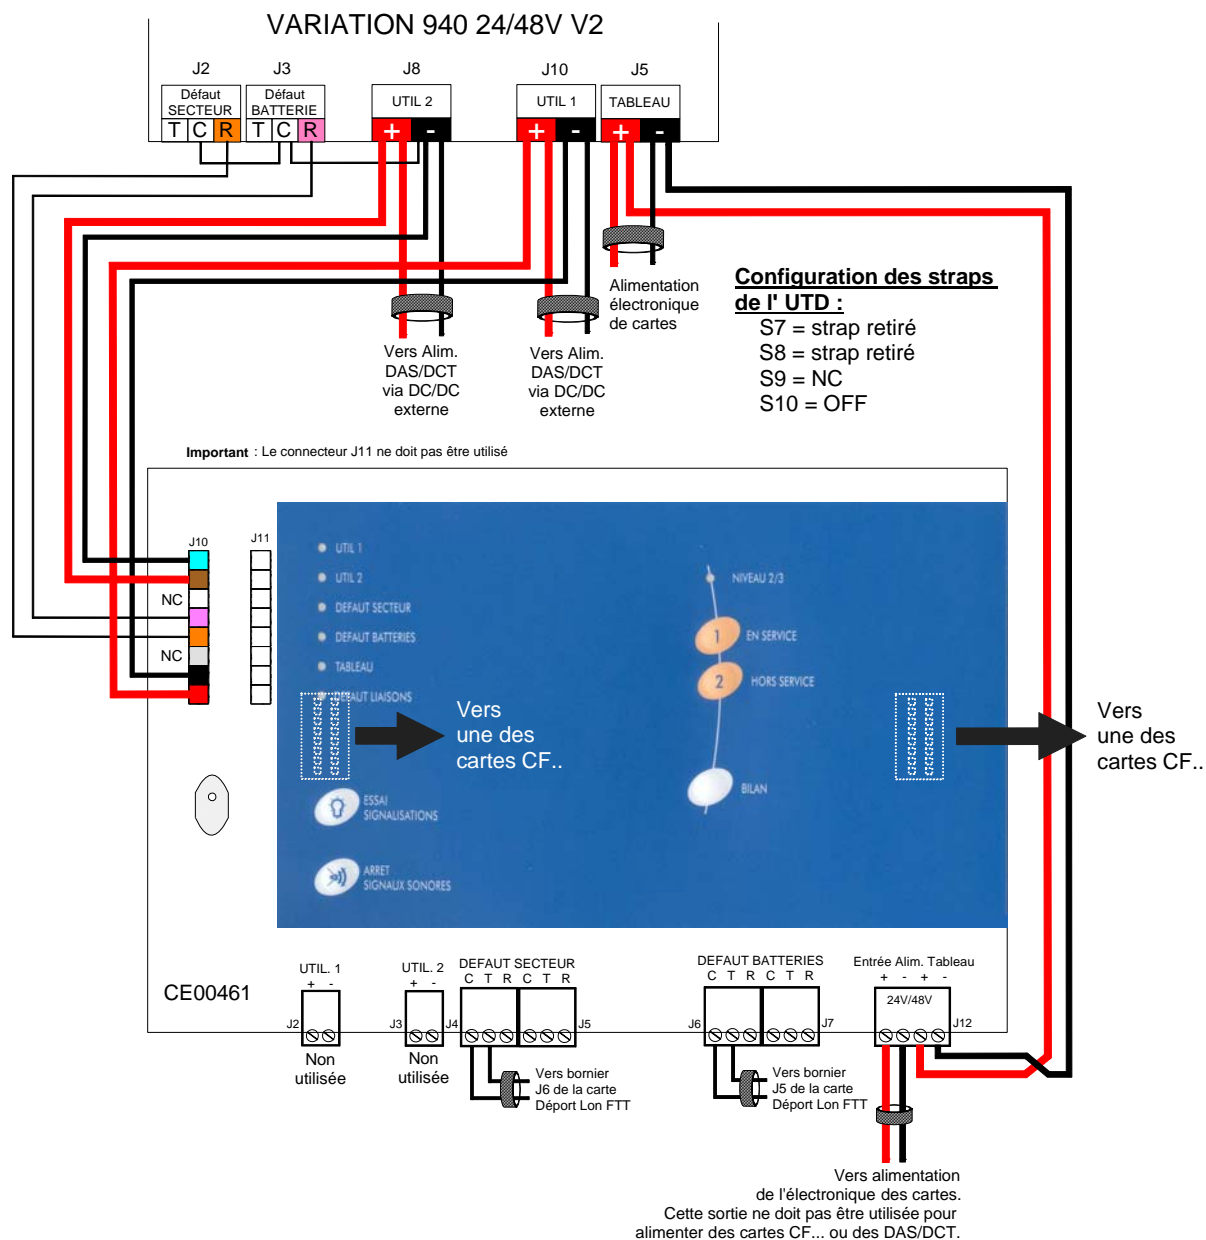 VARIATION 940 24/48V V2
J2
J3
J8
J10
J5
Défaut
SECTEUR
Défaut
BATTERIE
UTIL 2
UTIL 1
TABLEAU
T C R
T C R
+ -
+ -
+ -
Alimentation
électronique
de cartes
Configuration des straps
de l' UTD :
S7 = strap retiré
S8 = strap retiré
S9 = NC
S10 = OFF
Vers Alim.
DAS/DCT
via DC/DC
externe
Vers Alim.
DAS/DCT
via DC/DC
externe
Important : Le connecteur J11 ne doit pas être utilisé
J10
J11
NC
NC
UTIL 1
UTIL 2
DEFAUT SECTEUR
DEFAUT BATTERIES
TABLEAU
DEFAUT LIAISONS
NIVEAU 2/3
1 EN SERVICE
2 HORS SERVICE
BILAN
Vers
une des
cartes CF..
Vers
une des
cartes CF..
ESSAI
SIGNALISATIONS
ARRET
SIGNAUX SONORES
CE00461
UTIL. 1
+ -
J2
Non
utilisée
UTIL. 2
+ -
J3
Non
utilisée
DEFAUT SECTEUR
C T R C T R
J4
J5
Vers bornier
J6 de la carte
Déport Lon FTT
DEFAUT BATTERIES
C T R C T R
J6
J7
Vers bornier
J5 de la carte
Déport Lon FTT
Entrée Alim. Tableau
+ - + -
24V/48V
J12
Vers alimentation
de l'électronique des cartes.
Cette sortie ne doit pas être utilisée pour
alimenter des cartes CF... ou des DAS/DCT.